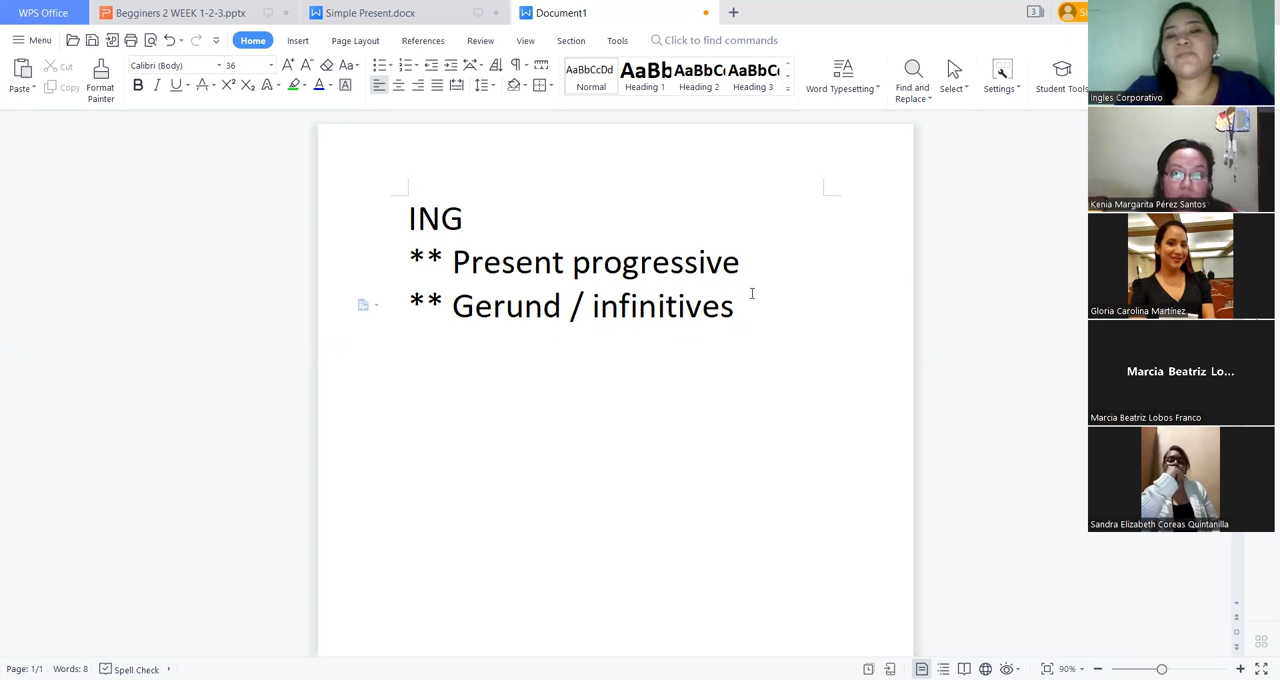 WPS Office Begginers 2 WEEK 1-2-3.pptx Simple Present.docx Document1
Menu Home Insert Page Layout References Review View Section Tools Click to find commands
Paste Cut Copy Format Painter Calibri (Body) 36
AaBbCcDd AaBb AaBbC AaBbC
Normal Heading 1 Heading 2 Heading 3
Word Typesetting Find and Replace Select Settings Student Tools
ING
** Present progressive
** Gerund / infinitives
Ingles Corporativo
Kenia Margarita Pérez Santos
Gloria Carolina Martínez
Marcia Beatriz Lo...
Marcia Beatriz Lobos Franco
Sandra Elizabeth Coreas Quintanilla
Page: 1/1 Words: 8 Spell Check 90%